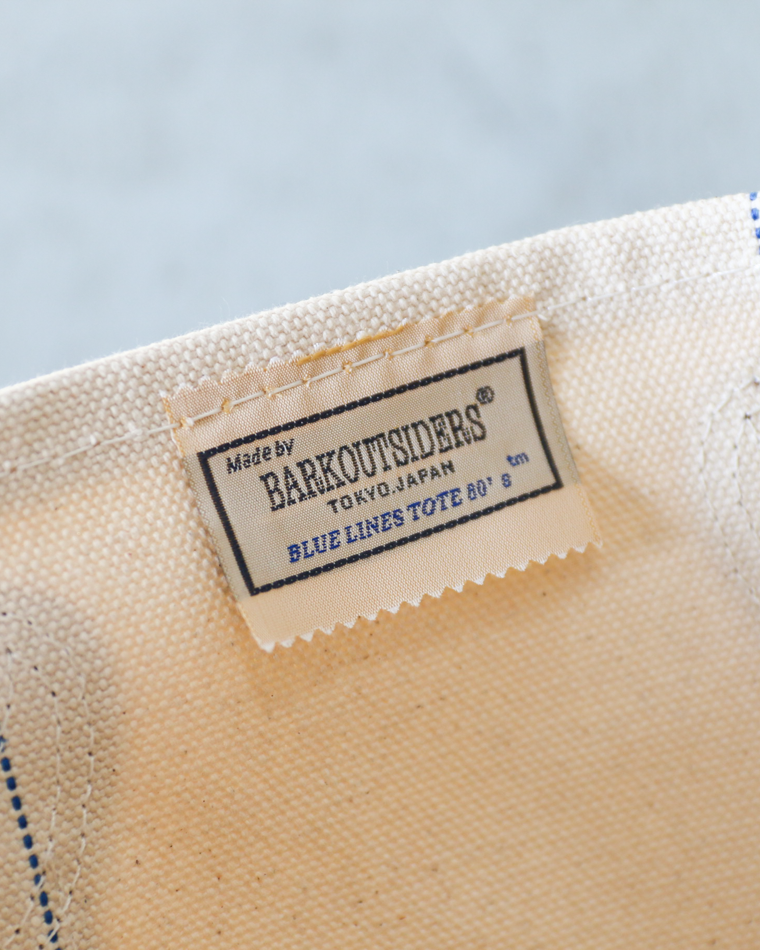 Made by
BARKOUTSIDERS®
TOKYO.JAPAN
BLUE LINES TOTE 80' s tm